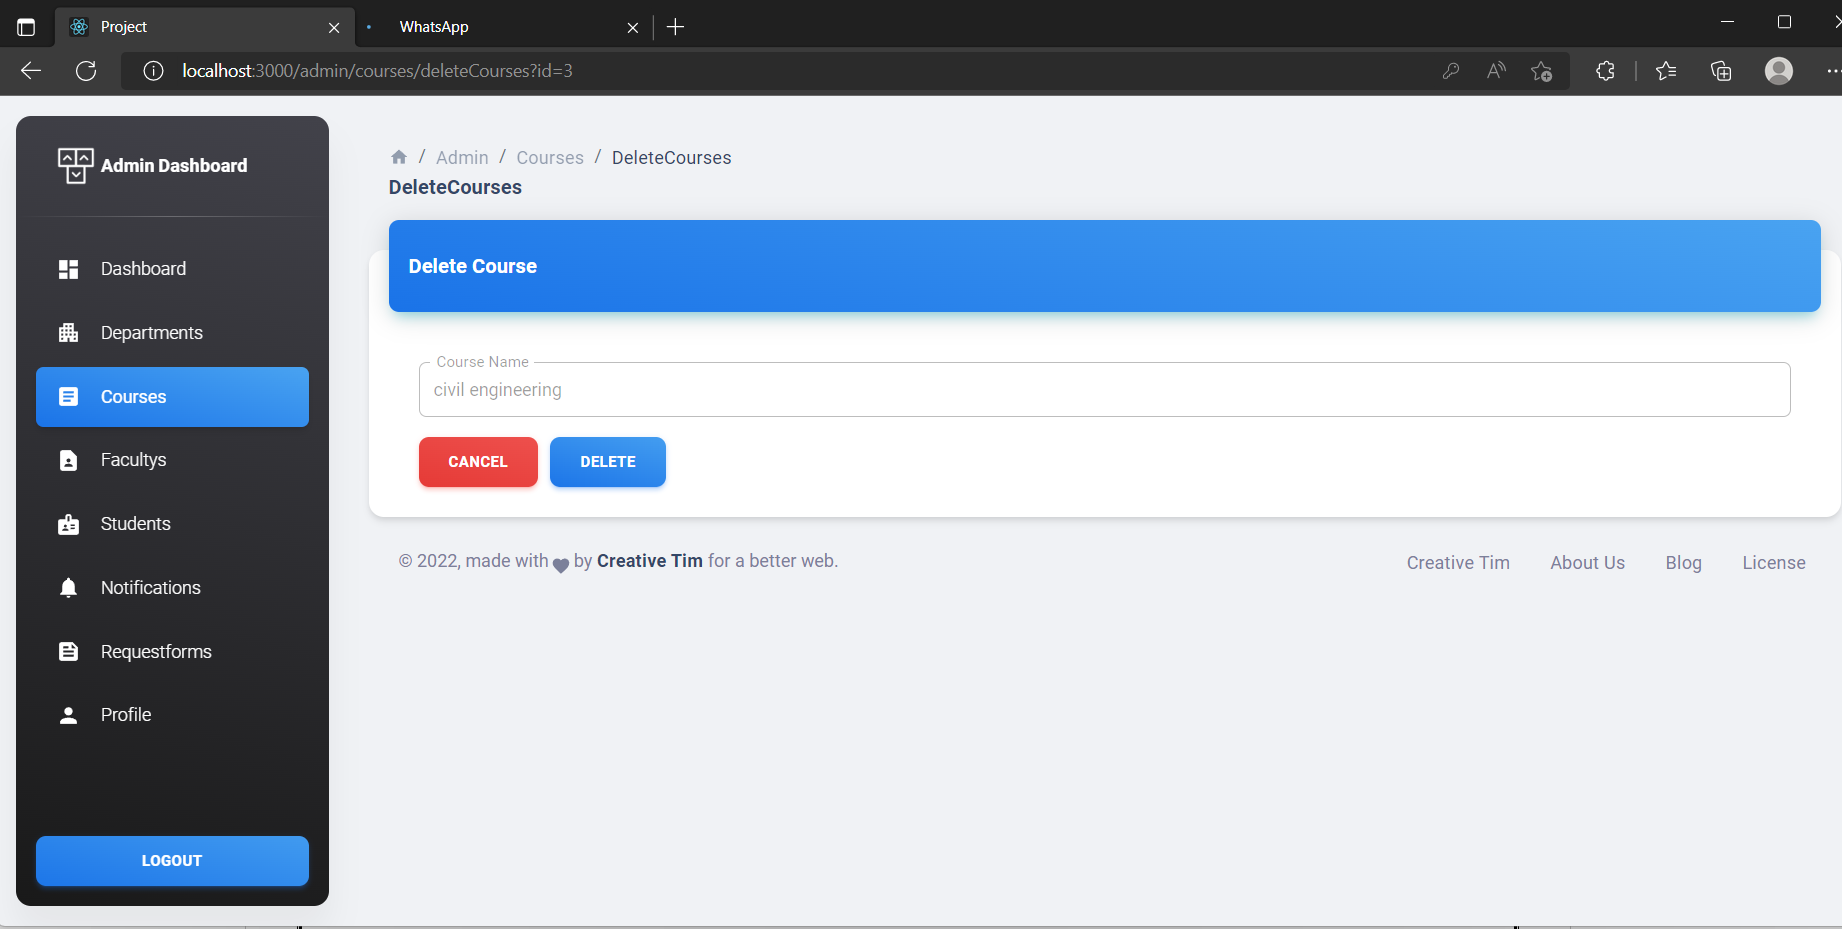 Project
WhatsApp
localhost:3000/admin/courses/deleteCourses?id=3
Admin Dashboard
Dashboard
Departments
Courses
Facultys
Students
Notifications
Requestforms
Profile
LOGOUT
/ Admin / Courses / DeleteCourses
DeleteCourses
Delete Course
Course Name
civil engineering
CANCEL DELETE
© 2022, made with by Creative Tim for a better web.
Creative Tim About Us Blog License